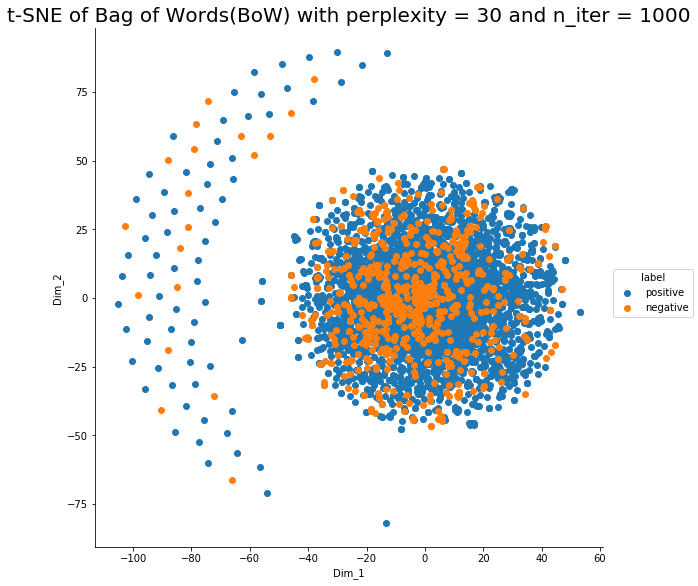 t-SNE of Bag of Words(BoW) with perplexity = 30 and n_iter = 1000
75
50
25
0
−25
−50
−75
Dim_2
−100
−80
−60
−40
−20
0
20
40
60
Dim_1
label
positive
negative